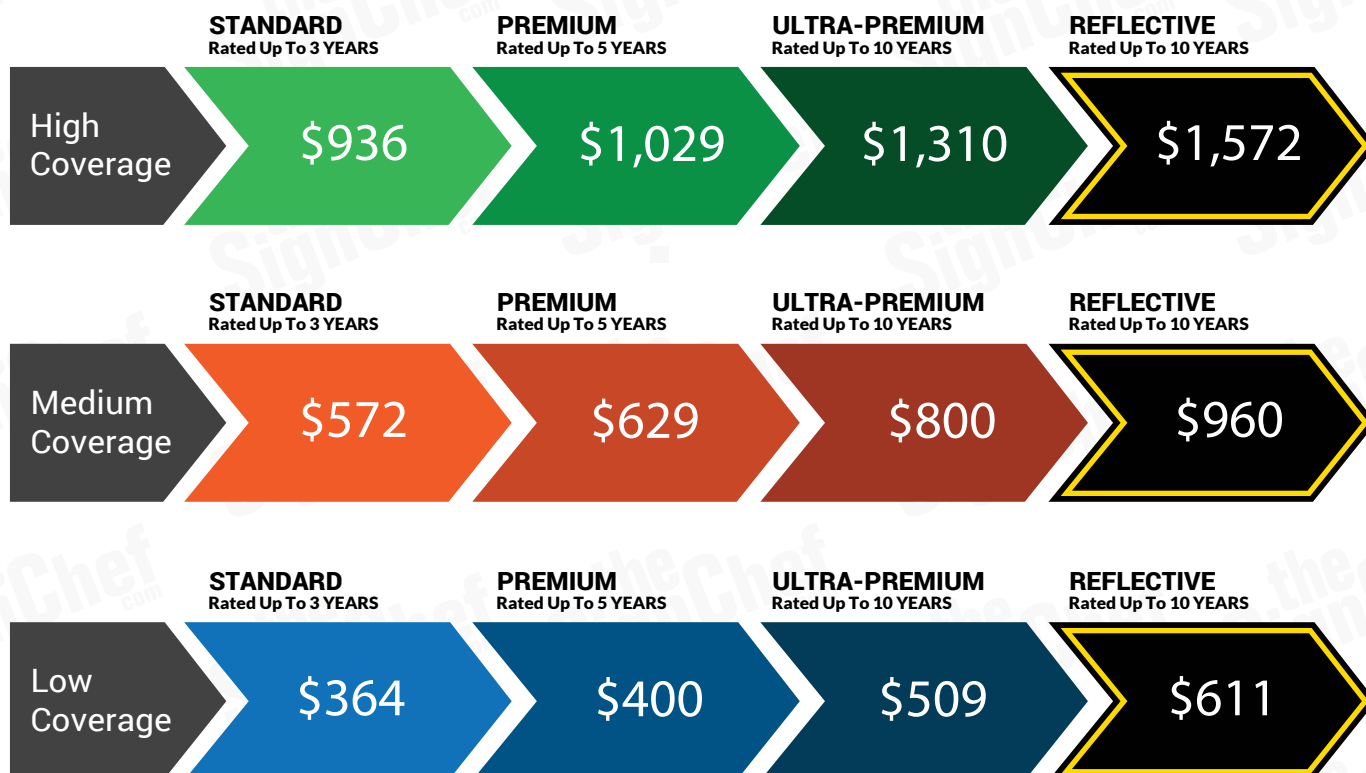 STANDARD PREMIUM ULTRA-PREMIUM REFLECTIVE
Rated Up To 3 YEARS Rated Up To 5 YEARS Rated Up To 10 YEARS Rated Up To 10 YEARS
High
Coverage
$936 $1,029 $1,310 $1,572
STANDARD PREMIUM ULTRA-PREMIUM REFLECTIVE
Rated Up To 3 YEARS Rated Up To 5 YEARS Rated Up To 10 YEARS Rated Up To 10 YEARS
Medium
Coverage
$572 $629 $800 $960
STANDARD PREMIUM ULTRA-PREMIUM REFLECTIVE
Rated Up To 3 YEARS Rated Up To 5 YEARS Rated Up To 10 YEARS Rated Up To 10 YEARS
Low
Coverage
$364 $400 $509 $611